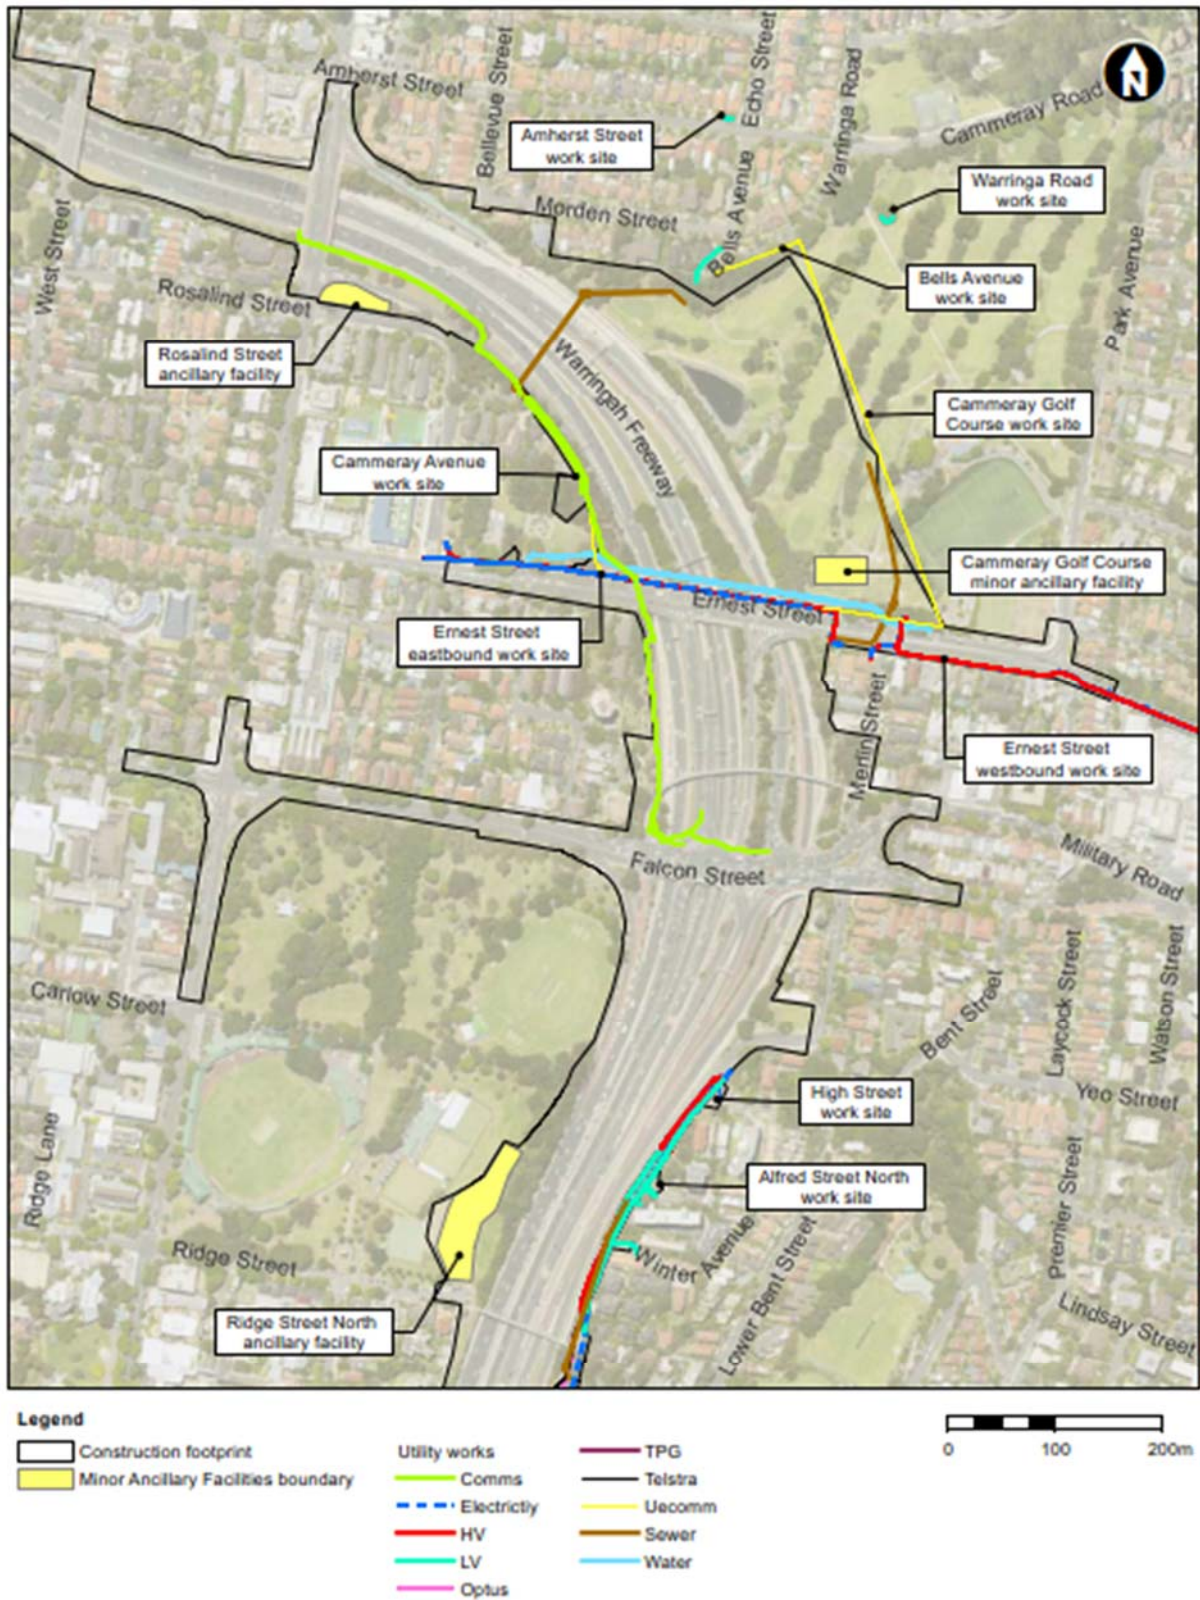 N
Amherst Street
Bellevue Street
Echo Street
Warringa Road
Cammeray Road
Amherst Street
work site
Warringa Road
work site
Bells Avenue
Morden Street
West Street
Rosalind Street
Bells Avenue
work site
Park Avenue
Rosalind Street
ancillary facility
Warringah Freeway
Cammeray Golf
Course work site
Cammeray Avenue
work site
Cammeray Golf Course
minor ancillary facility
Ernest Street
Ernest Street
eastbound work site
Merlin Street
Ernest Street
westbound work site
Falcon Street
Military Road
Carlow Street
Bent Street
Laycock Street
Watson Street
High Street
work site
Yeo Street
Ridge Lane
Alfred Street North
work site
Premier Street
Winter Avenue
Lower Bent Street
Ridge Street
Ridge Street North
ancillary facility
Lindsay Street
Legend
Construction footprint
Minor Ancillary Facilities boundary
Utility works
Comms
Electrictiy
HV
LV
Optus
TPG
Telstra
Uecomm
Sewer
Water
0 100 200m